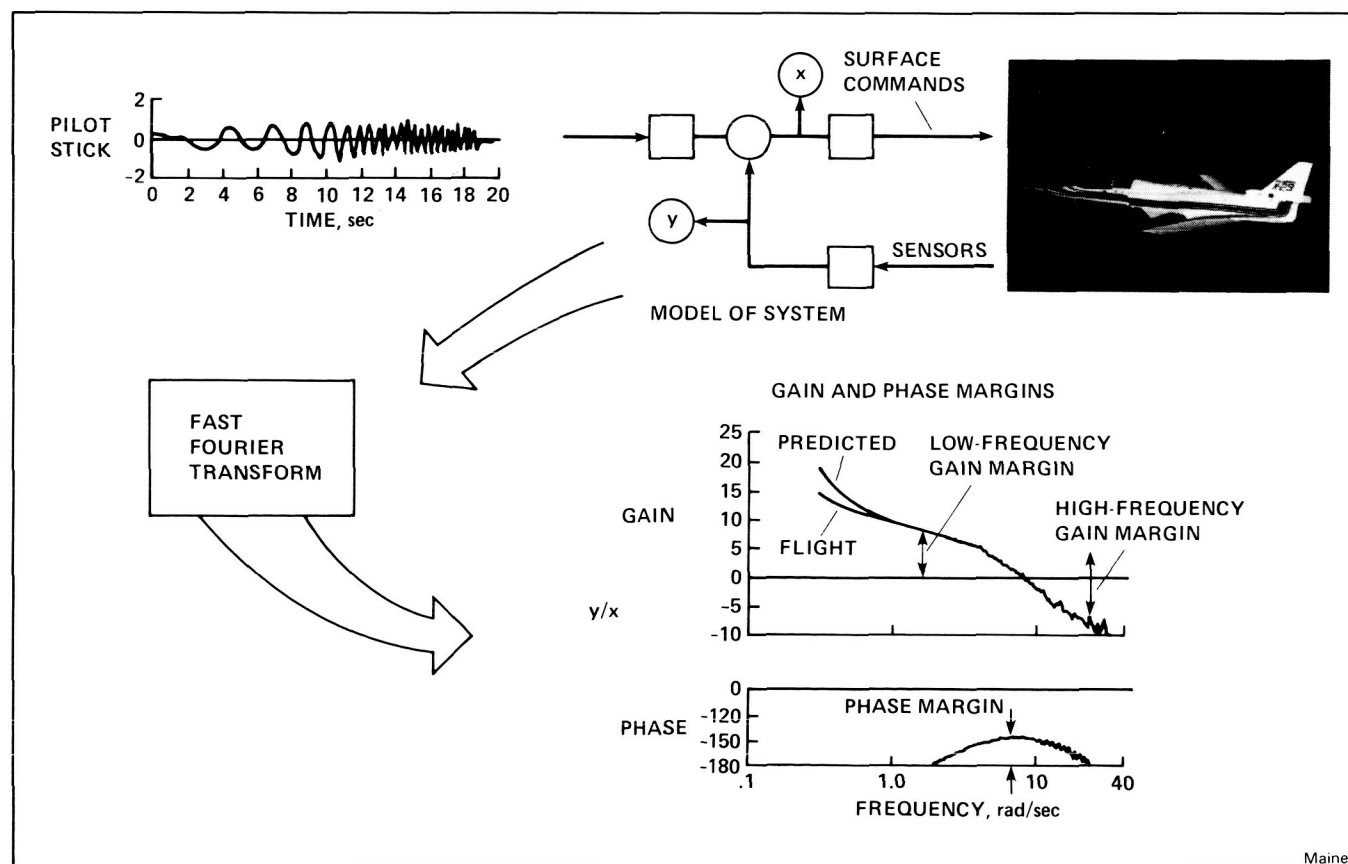 PILOT
STICK
2
0
-2
0 2 4 6 8 10 12 14 16 18 20
TIME, sec
x
SURFACE
COMMANDS
y
SENSORS
MODEL OF SYSTEM
FAST
FOURIER
TRANSFORM
GAIN AND PHASE MARGINS
25
20
15
10
5
0
-5
-10
PREDICTED
FLIGHT
LOW-FREQUENCY
GAIN MARGIN
HIGH-FREQUENCY
GAIN MARGIN
GAIN
y/x
PHASE
0
-120
-150
-180
PHASE MARGIN
.1 1.0 10 40
FREQUENCY, rad/sec
Maine